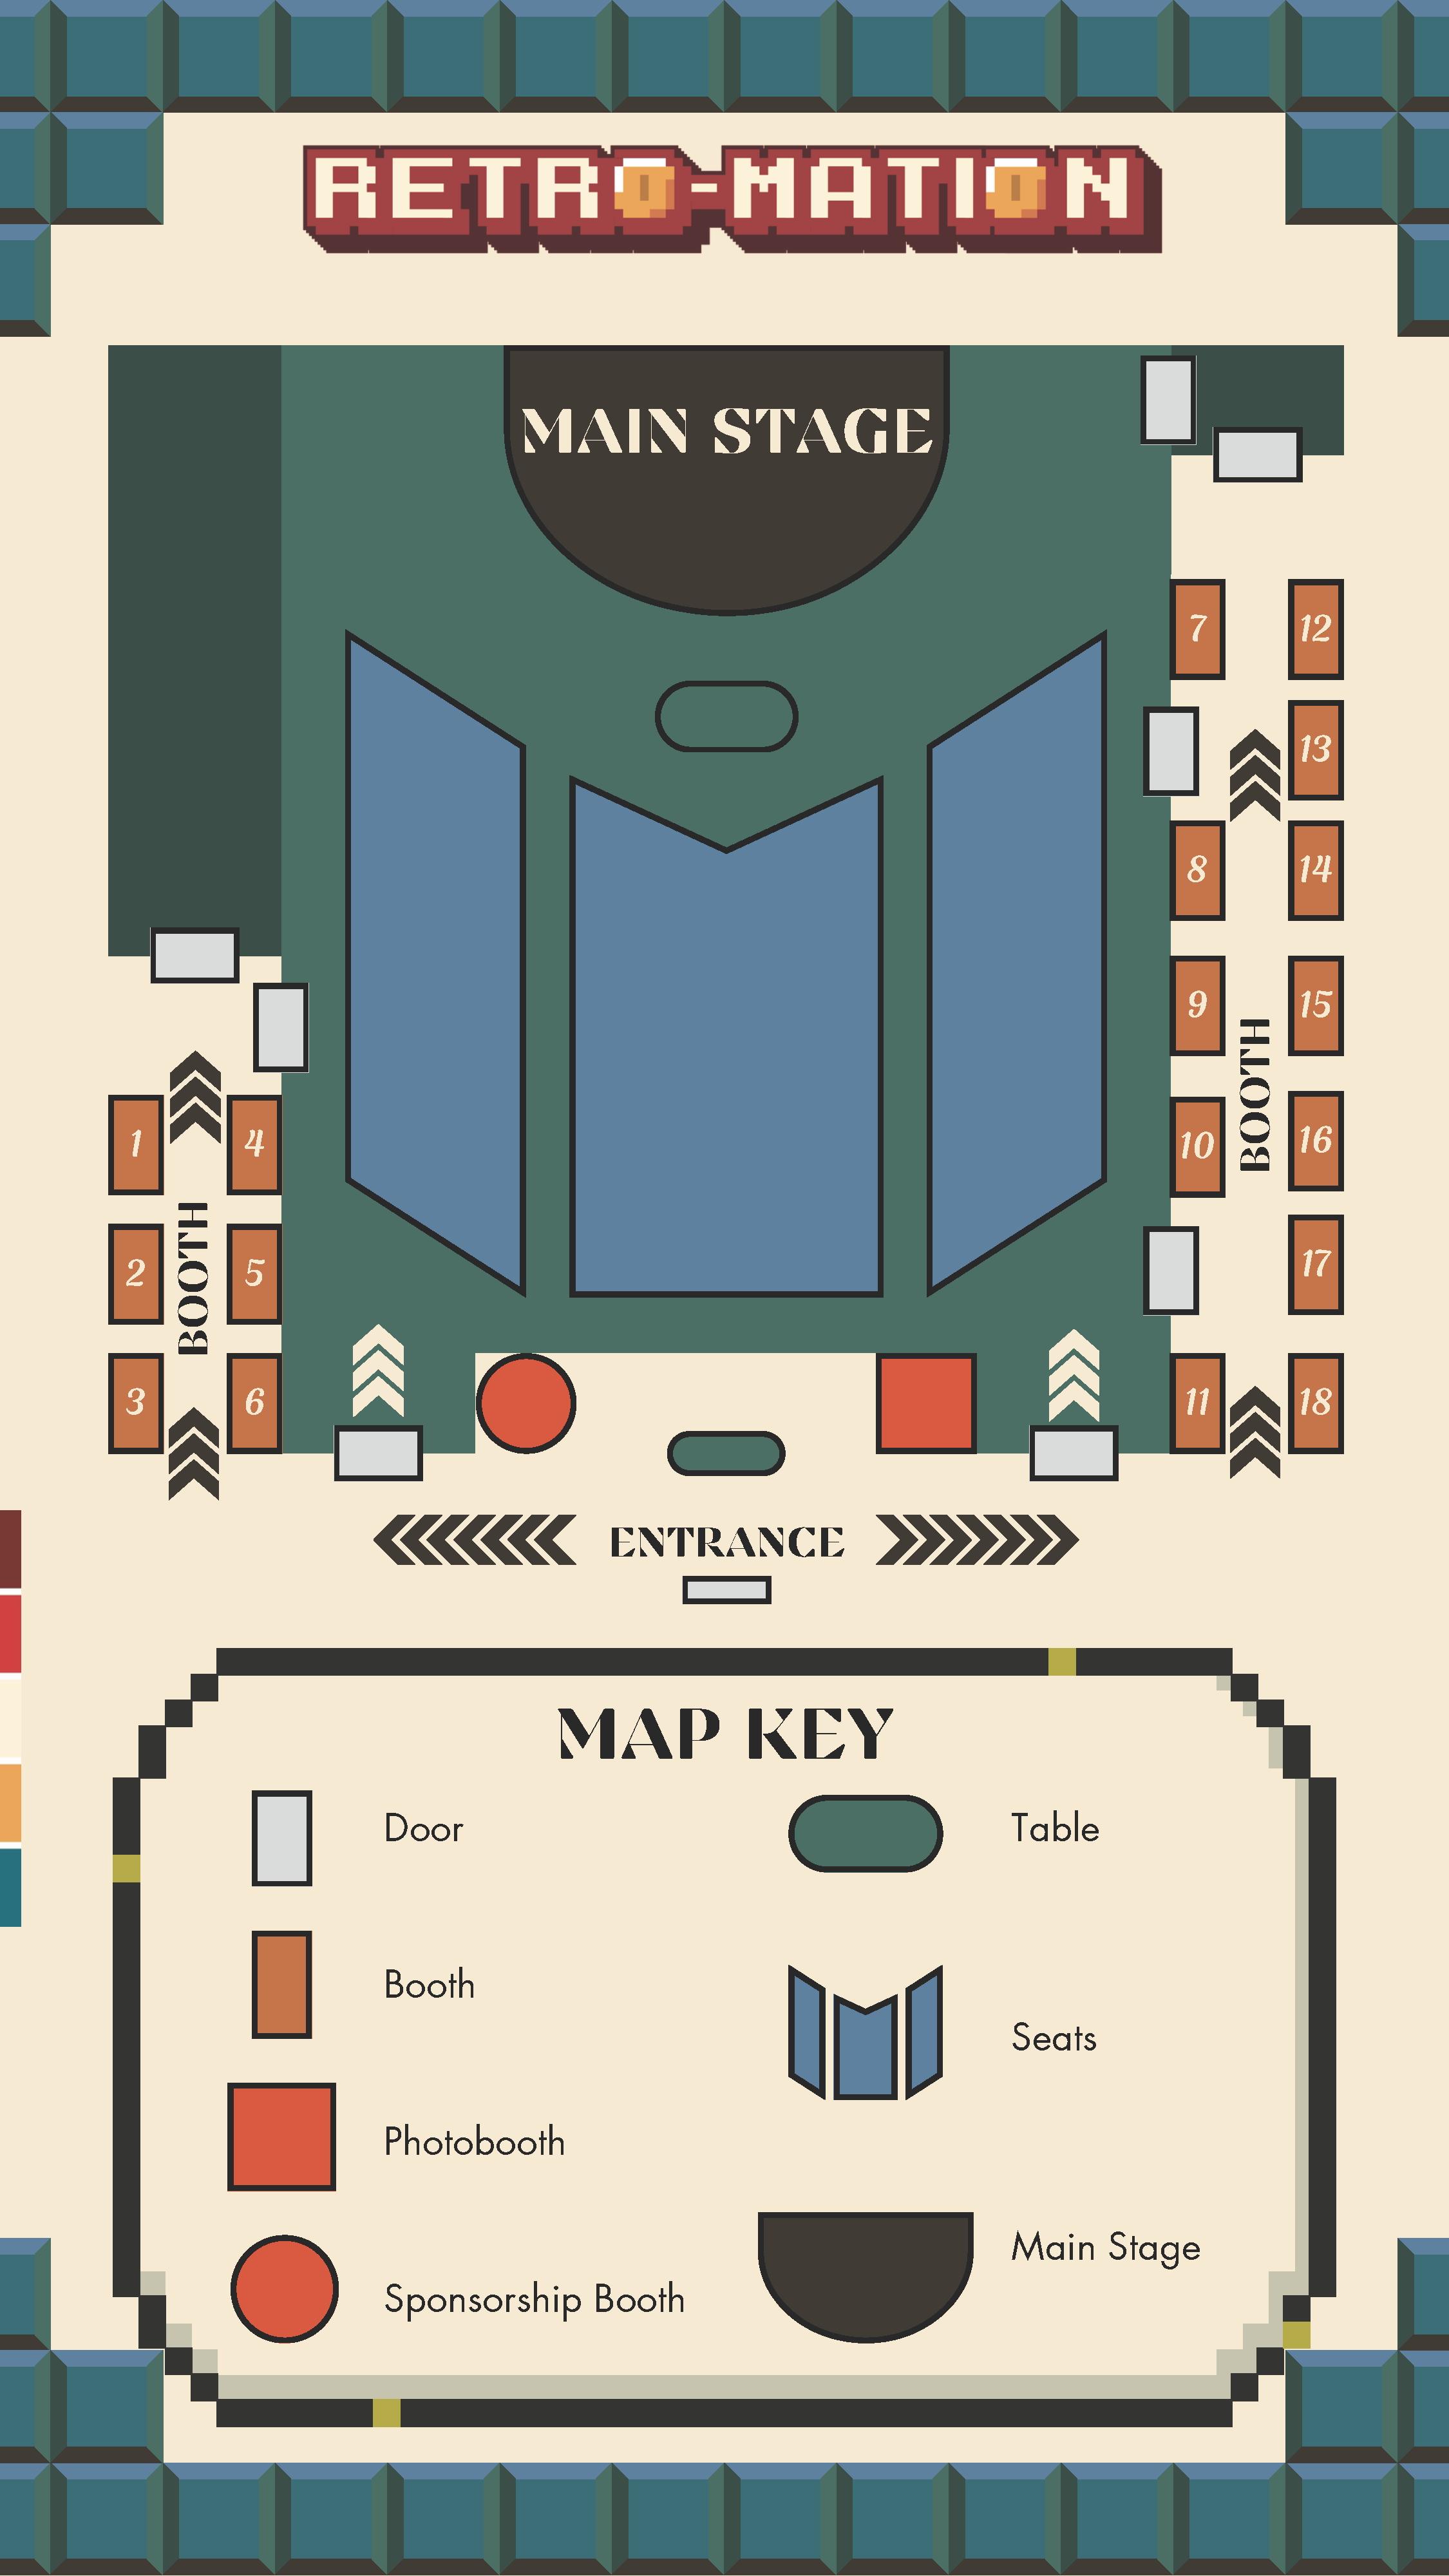 RETRO-MATION
MAIN STAGE
7
12
13
8
14
9
15
BOOTH
10
16
1
4
BOOTH
2
5
17
3
6
11
18
ENTRANCE
MAP KEY
Door
Table
Booth
Seats
Photobooth
Main Stage
Sponsorship Booth